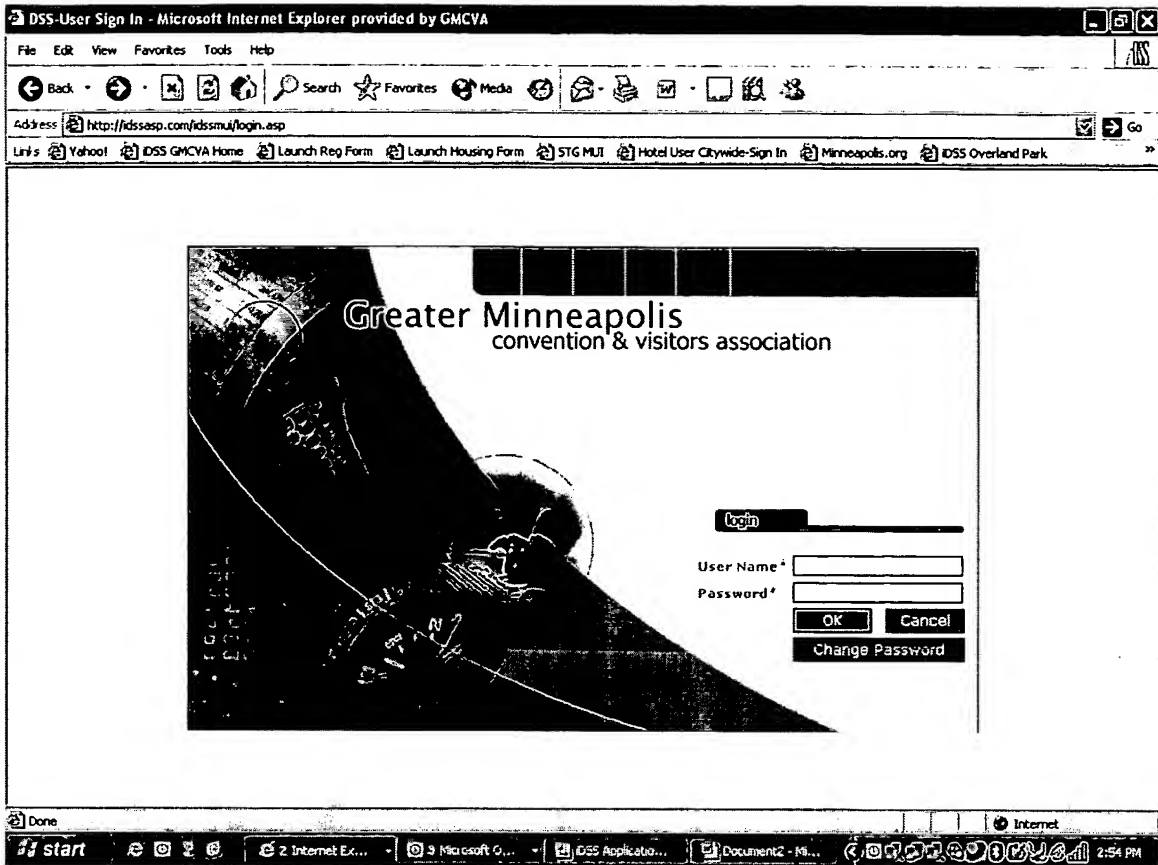 DSS-User Sign In - Microsoft Internet Explorer provided by GMCVA
File Edit View Favorites Tools Help
Back Search Favorites Media
Address http://idssasp.com/idssmui/login.asp Go
Links Yahoo! iDSS GMCVA Home Launch Reg Form Launch Housing Form STG MUI Hotel User Citywide-Sign In Minneapolis.org iDSS Overland Park »
Greater Minneapolis
convention & visitors association
login
User Name*
Password*
OK Cancel
Change Password
Done Internet
start 2 Internet Ex... 3 Microsoft O... iDSS Applicatio... Document2 - Mi... 2:54 PM